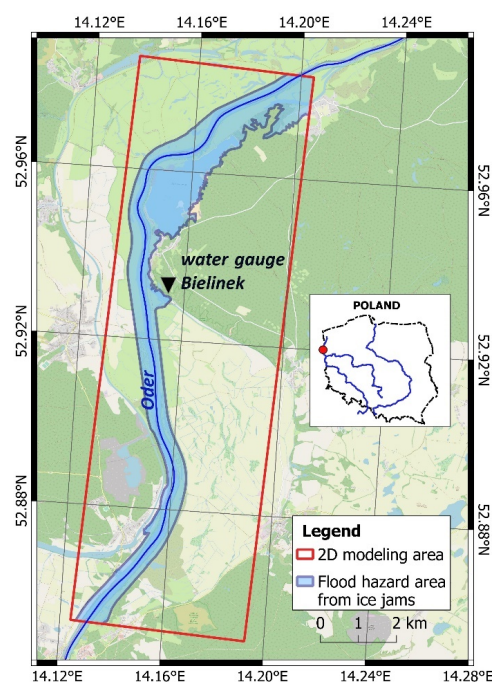 14.12°E 14.16°E 14.20°E 14.24°E
52.96°N
52.96°N
water gauge
Bielinek
POLAND
52.92°N
52.92°N
Oder
52.88°N
52.88°N
Legend
2D modeling area
Flood hazard area
from ice jams
0 1 2 km
14.12°E 14.16°E 14.20°E 14.24°E 14.28°E